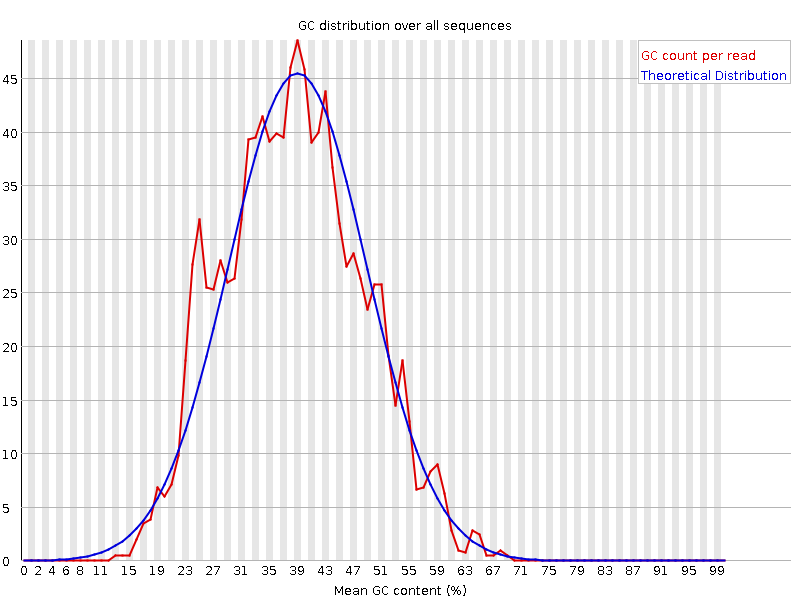 GC distribution over all sequences
GC count per read
Theoretical Distribution
45
40
35
30
25
20
15
10
5
0
0 2 4 6 8 11 15 19 23 27 31 35 39 43 47 51 55 59 63 67 71 75 79 83 87 91 95 99
Mean GC content (%)